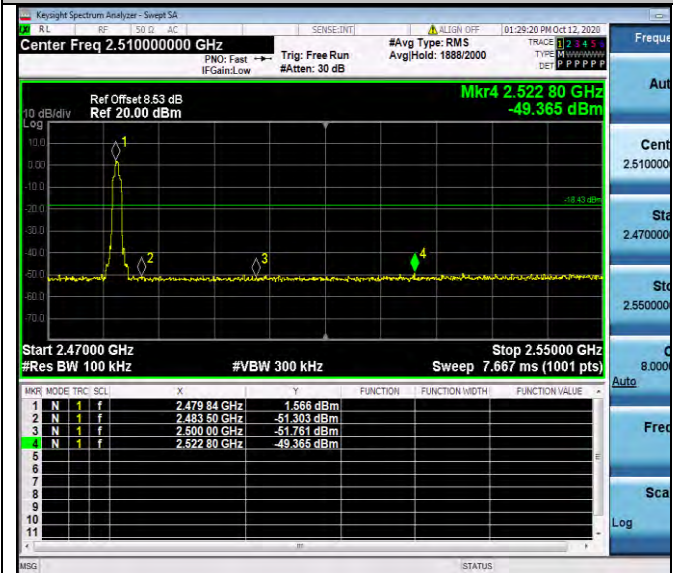 Keysight Spectrum Analyzer - Swept SA
RL RF 50 Ω AC SENSE:INT ALIGN OFF 01:29:20 PM Oct 12, 2020
Center Freq 2.510000000 GHz
PNO: Fast
IFGain:Low
Trig: Free Run
#Atten: 30 dB
#Avg Type: RMS
Avg|Hold: 1888/2000
TRACE 1 2 3 4 5 6
TYPE M
DET P P P P P P
Ref Offset 8.53 dB
Ref 20.00 dBm
10 dB/div
Log
Mkr4 2.522 80 GHz
-49.365 dBm
10.0
0.00
-10.0
-20.0
-30.0
-40.0
-50.0
-60.0
-70.0
-18.43 dBm
1
2
3
4
Start 2.47000 GHz
Stop 2.55000 GHz
#Res BW 100 kHz
#VBW 300 kHz
Sweep 7.667 ms (1001 pts)
MKR MODE TRC SCL X Y FUNCTION FUNCTION WIDTH FUNCTION VALUE
1 N 1 f 2.479 84 GHz 1.566 dBm
2 N 1 f 2.483 50 GHz -51.303 dBm
3 N 1 f 2.500 00 GHz -51.761 dBm
4 N 1 f 2.522 80 GHz -49.365 dBm
5
6
7
8
9
10
11
MSG STATUS
Freque
Aut
Cent
2.510000
Sta
2.470000
Sto
2.550000
C
8.0000
Auto
Freq
Sca
Log